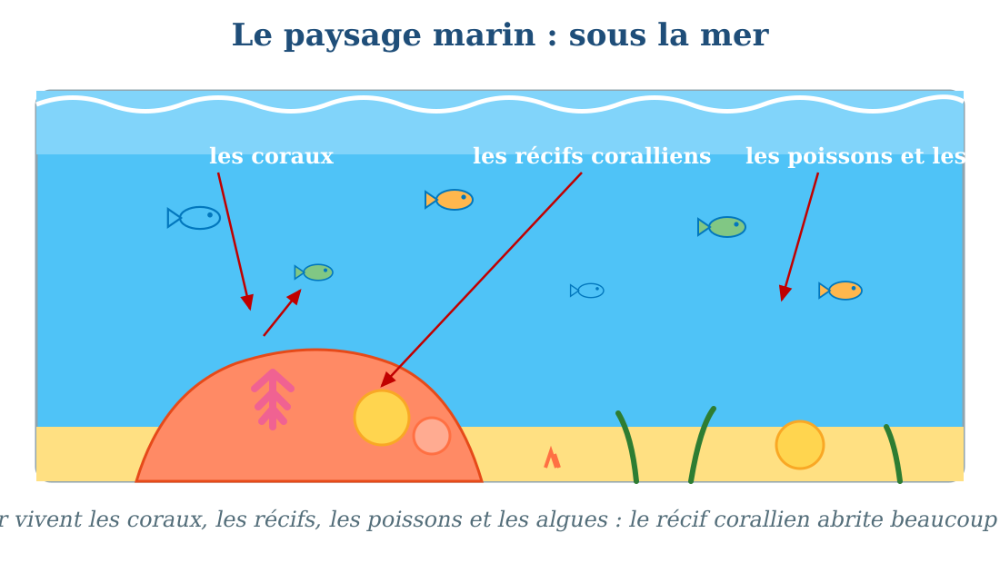 Le paysage marin : sous la mer
les coraux les récifs coralliens les poissons et les
vivent les coraux, les récifs, les poissons et les algues : le récif corallien abrite beaucoup